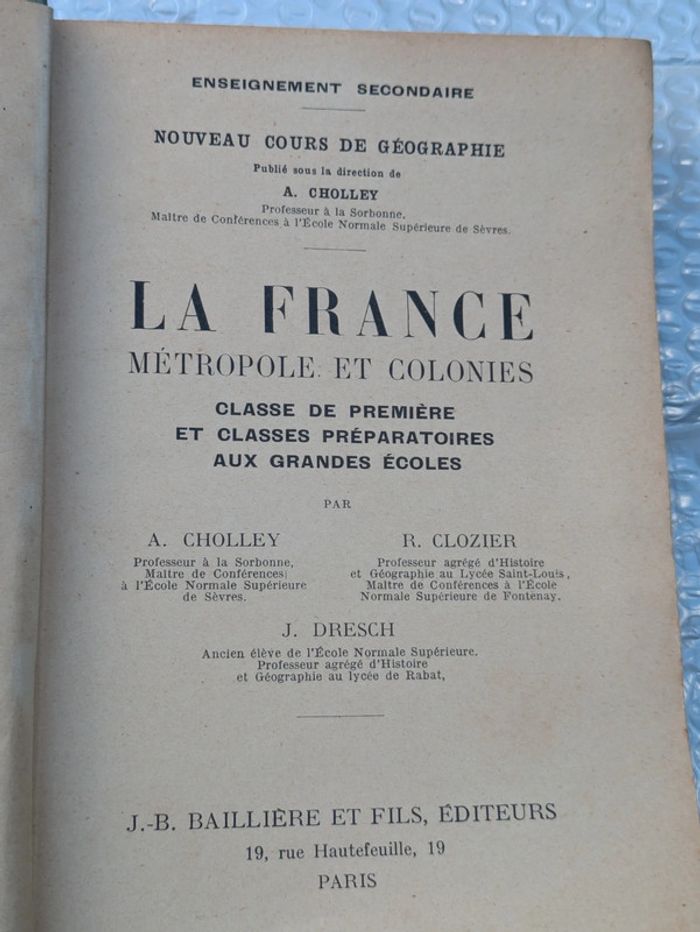 ENSEIGNEMENT SECONDAIRE
NOUVEAU COURS DE GÉOGRAPHIE
Publié sous la direction de
A. CHOLLEY
Professeur à la Sorbonne.
Maître de Conférences à l'École Normale Supérieure de Sèvres.
LA FRANCE
MÉTROPOLE ET COLONIES
CLASSE DE PREMIÈRE
ET CLASSES PRÉPARATOIRES
AUX GRANDES ÉCOLES
PAR
A. CHOLLEY
Professeur à la Sorbonne,
Maître de Conférences
à l'École Normale Supérieure
de Sèvres.
R. CLOZIER
Professeur agrégé d'Histoire
et Géographie au Lycée Saint-Louis,
Maître de Conférences à l'École
Normale Supérieure de Fontenay.
J. DRESCH
Ancien élève de l'École Normale Supérieure.
Professeur agrégé d'Histoire
et Géographie au lycée de Rabat,
J.-B. BAILLIÈRE ET FILS, ÉDITEURS
19, rue Hautefeuille, 19
PARIS